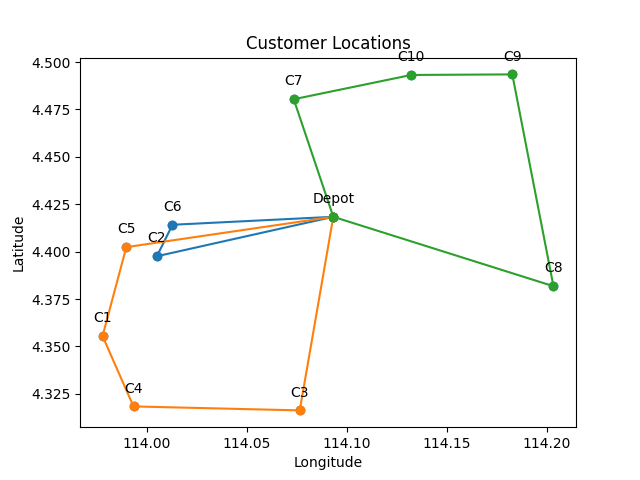 Customer Locations
C10
C9
C7
C6
Depot
C5
C2
C8
C1
C4
C3
4.500
4.475
4.450
4.425
4.400
4.375
4.350
4.325
Latitude
114.00
114.05
114.10
114.15
114.20
Longitude